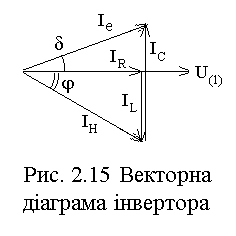 I_e
δ
I_C
I_R
U_(1)
φ
I_L
I_H
Рис. 2.15 Векторна
діаграма інвертора